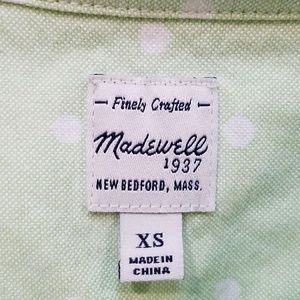 Finely Crafted
Madewell
1937
NEW BEDFORD, MASS.
XS
MADE IN
CHINA